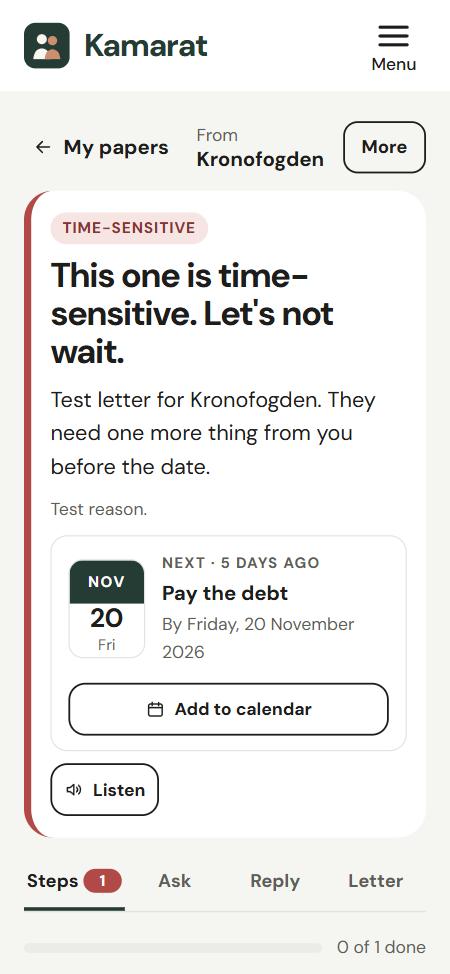 Kamarat
Menu
My papers
From
Kronofogden
More
TIME-SENSITIVE
This one is time-
sensitive. Let's not
wait.
Test letter for Kronofogden. They
need one more thing from you
before the date.
Test reason.
NOV
20
Fri
NEXT · 5 DAYS AGO
Pay the debt
By Friday, 20 November
2026
Add to calendar
Listen
Steps 1
Ask
Reply
Letter
0 of 1 done